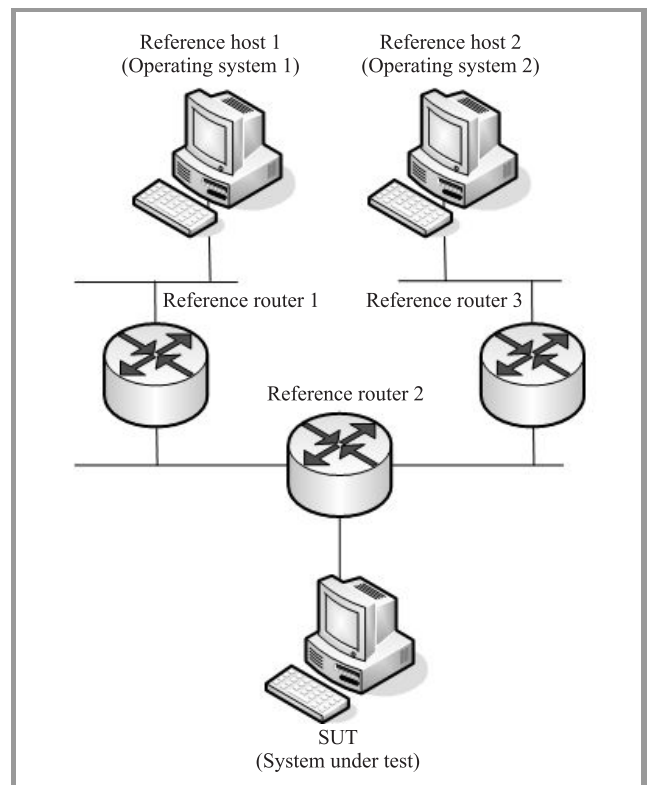 Reference host 1
(Operating system 1)
Reference host 2
(Operating system 2)
Reference router 1
Reference router 3
Reference router 2
SUT
(System under test)